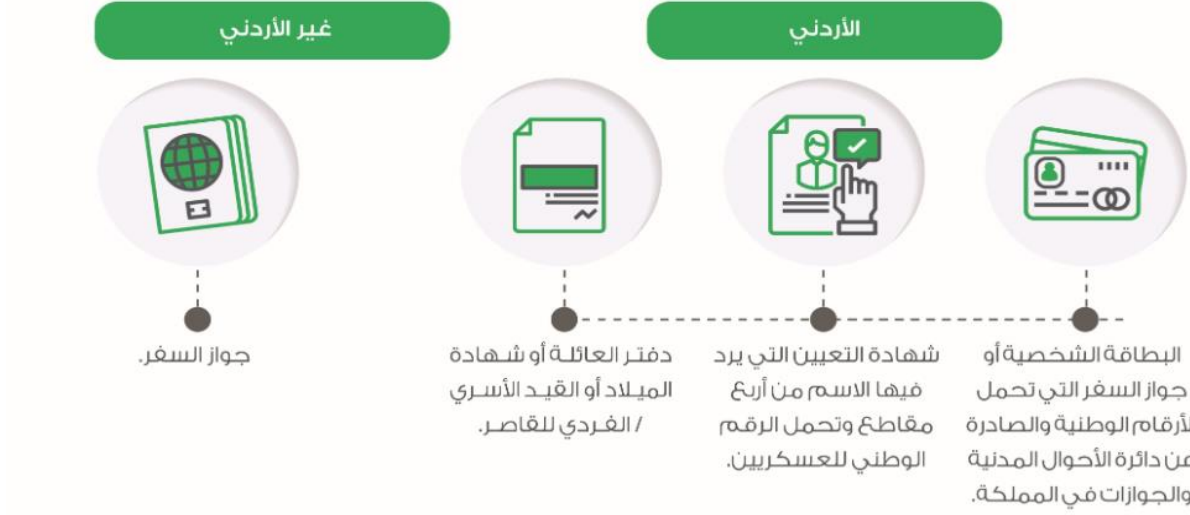 الأردني
البطاقة الشخصية أو
جواز السفر التي تحمل
الأرقام الوطنية والصادرة
عن دائرة الأحوال المدنية
والجوازات في المملكة.
شهادة التعيين التي يرد
فيها الاسم من أربع
مقاطع وتحمل الرقم
الوطني للعسكريين.
دفتر العائلة أو شهادة
الميلاد أو القيد الأسري
/ الفردي للقاصر.
غير الأردني
جواز السفر.